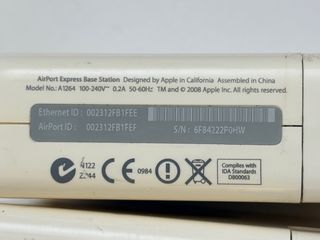 AirPort Express Base Station Designed by Apple in California Assembled in China
Model No.: A1264 100-240V~ 0.2A 50-60Hz TM and © 2008 Apple Inc. All rights reserved.
Ethernet ID : 002312FB1FEE
AirPort ID : 002312FB1FEF S/N : 6F84222P0HW
N122
Z244
CE 0984
Complies with
IDA Standards
DB00063